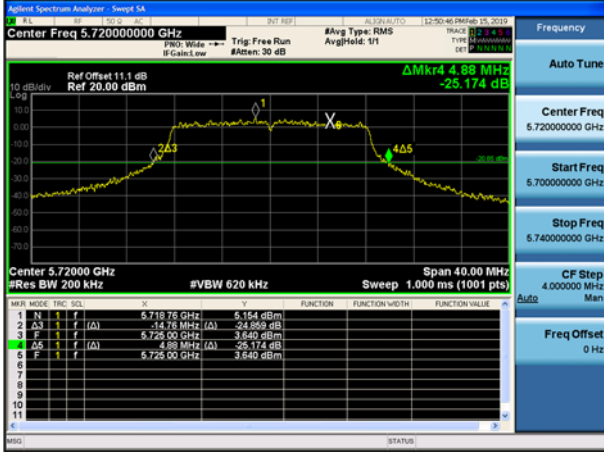 Agilent Spectrum Analyzer - Swept SA
RL RF 50 Ω AC INT REF ALIGN AUTO 12:50:46 PM Feb 15, 2019
Center Freq 5.720000000 GHz
PNO: Wide
IFGain:Low
Trig: Free Run
#Atten: 30 dB
#Avg Type: RMS
Avg|Hold: 1/1
TRACE 1 2 3 4 5 6
TYPE MWWWWW
DET P N N N N N
Ref Offset 11.1 dB
10 dB/div Ref 20.00 dBm
Log
ΔMkr4 4.88 MHz
-25.174 dB
10.0
0.00
-10.0
-20.0
-30.0
-40.0
-50.0
-60.0
-70.0
1
2Δ3
4Δ5
-20.85 dBm
Center 5.72000 GHz Span 40.00 MHz
#Res BW 200 kHz #VBW 620 kHz Sweep 1.000 ms (1001 pts)
MKR MODE TRC SCL X Y FUNCTION FUNCTION WIDTH FUNCTION VALUE
1 N 1 f 5.718 76 GHz 5.154 dBm
2 Δ3 1 f (Δ) -14.76 MHz (Δ) -24.859 dB
3 F 1 f 5.725 00 GHz 3.640 dBm
4 Δ5 1 f (Δ) 4.88 MHz (Δ) -25.174 dB
5 F 1 f 5.725 00 GHz 3.640 dBm
6
7
8
9
10
11
MSG STATUS
Frequency
Auto Tune
Center Freq
5.720000000 GHz
Start Freq
5.700000000 GHz
Stop Freq
5.740000000 GHz
CF Step
4.000000 MHz
Auto Man
Freq Offset
0 Hz